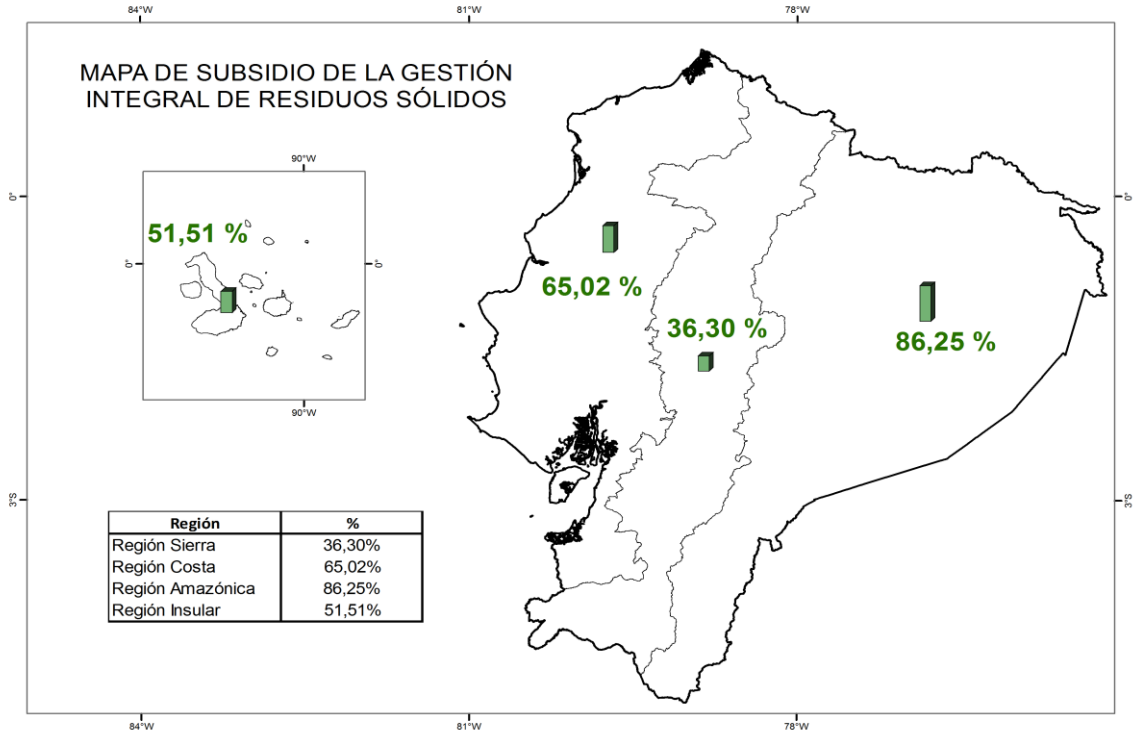 84°W
81°W
78°W
MAPA DE SUBSIDIO DE LA GESTIÓN
INTEGRAL DE RESIDUOS SÓLIDOS
90°W
0°
0°
51,51 %
0°
0°
65,02 %
36,30 %
86,25 %
90°W
3°S
3°S
Región %
Región Sierra 36,30%
Región Costa 65,02%
Región Amazónica 86,25%
Región Insular 51,51%
84°W
81°W
78°W